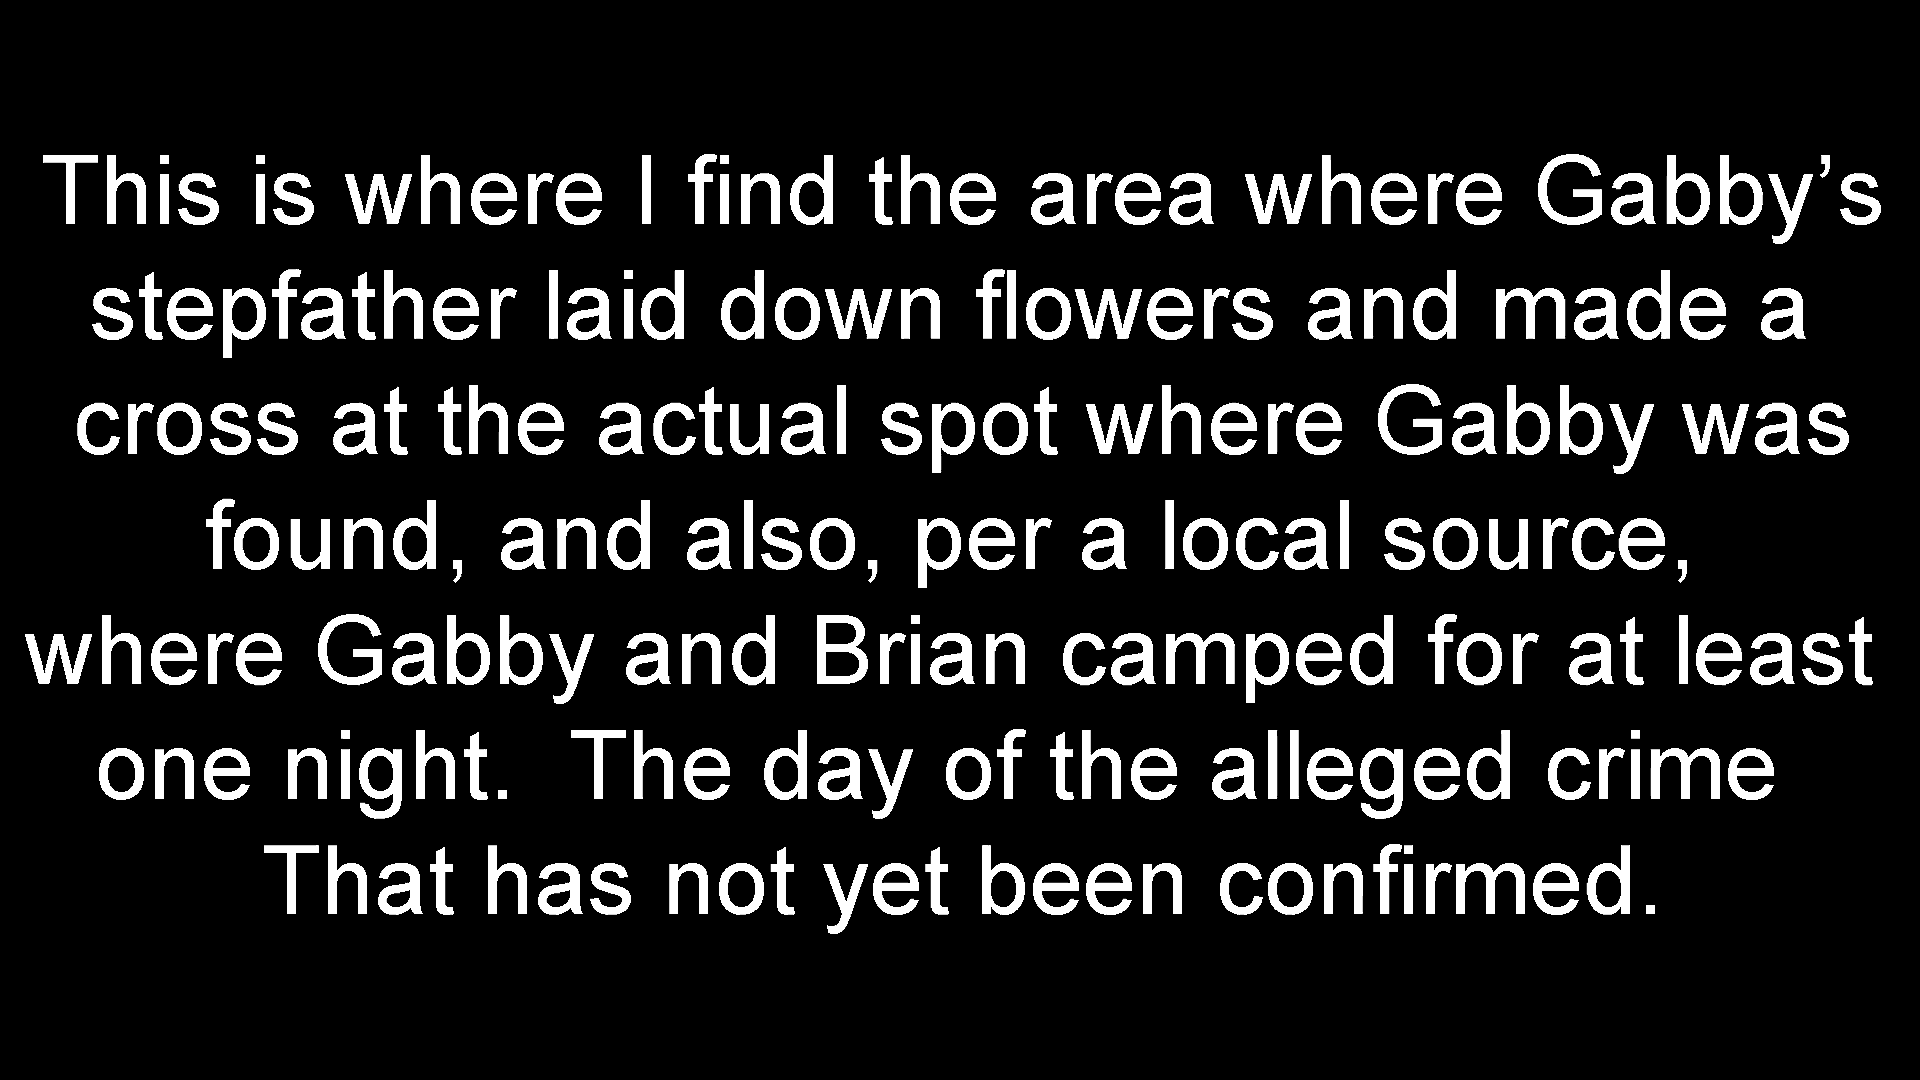 This is where I find the area where Gabby’s
stepfather laid down flowers and made a
cross at the actual spot where Gabby was
found, and also, per a local source,
where Gabby and Brian camped for at least
one night.  The day of the alleged crime
That has not yet been confirmed.